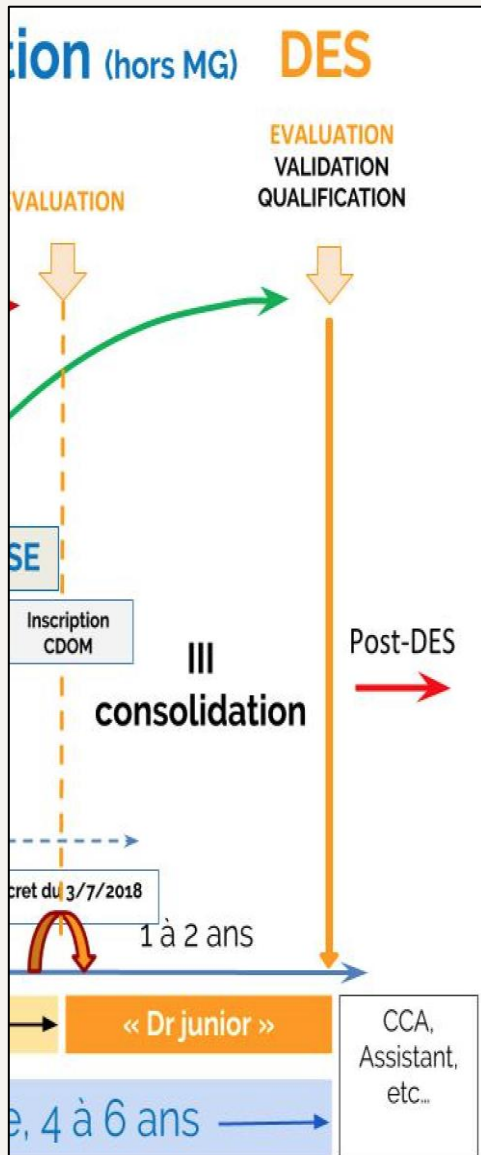 tion (hors MG) DES
EVALUATION
VALIDATION
QUALIFICATION
EVALUATION
SE
Inscription
CDOM
III
consolidation
Post-DES
cret du 3/7/2018
1 à 2 ans
« Dr junior »
CCA,
Assistant,
etc...
e, 4 à 6 ans